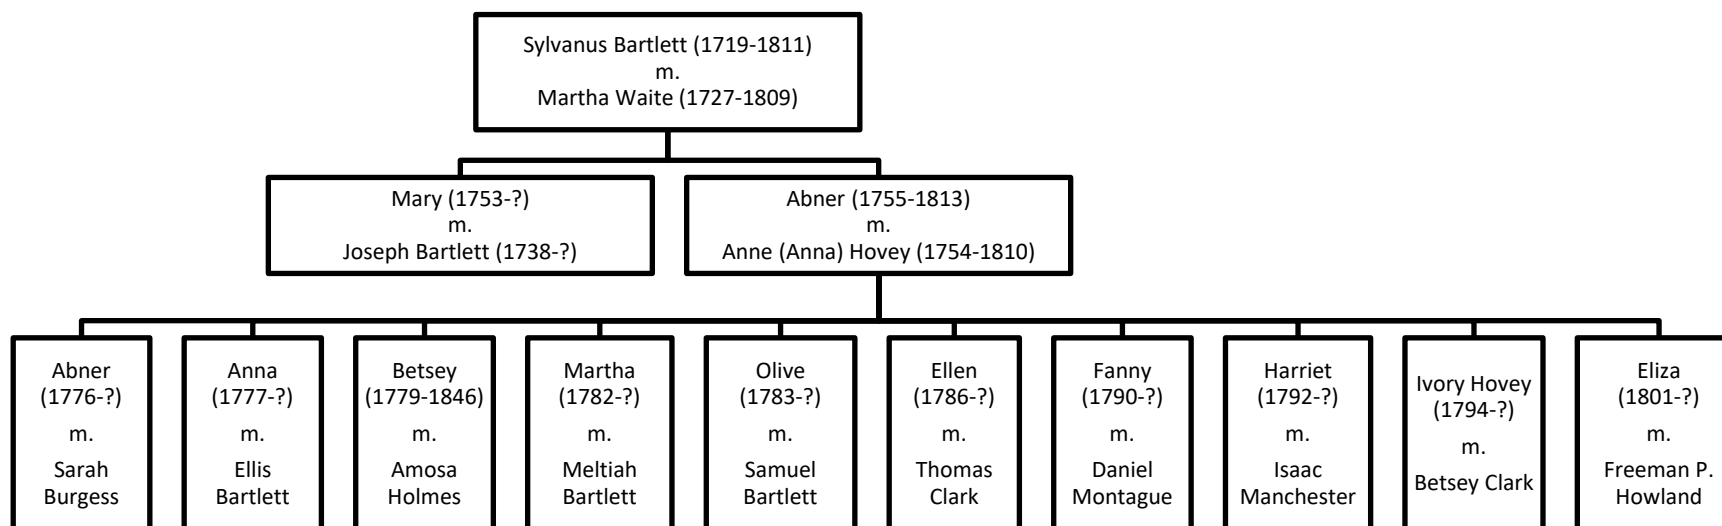 Sylvanus Bartlett (1719-1811)
m.
Martha Waite (1727-1809)
Mary (1753-?)
m.
Joseph Bartlett (1738-?)
Abner (1755-1813)
m.
Anne (Anna) Hovey (1754-1810)
Abner
(1776-?)
m.
Sarah
Burgess
Anna
(1777-?)
m.
Ellis
Bartlett
Betsey
(1779-1846)
m.
Amosa
Holmes
Martha
(1782-?)
m.
Meltiah
Bartlett
Olive
(1783-?)
m.
Samuel
Bartlett
Ellen
(1786-?)
m.
Thomas
Clark
Fanny
(1790-?)
m.
Daniel
Montague
Harriet
(1792-?)
m.
Isaac
Manchester
Ivory Hovey
(1794-?)
m.
Betsey Clark
Eliza
(1801-?)
m.
Freeman P.
Howland